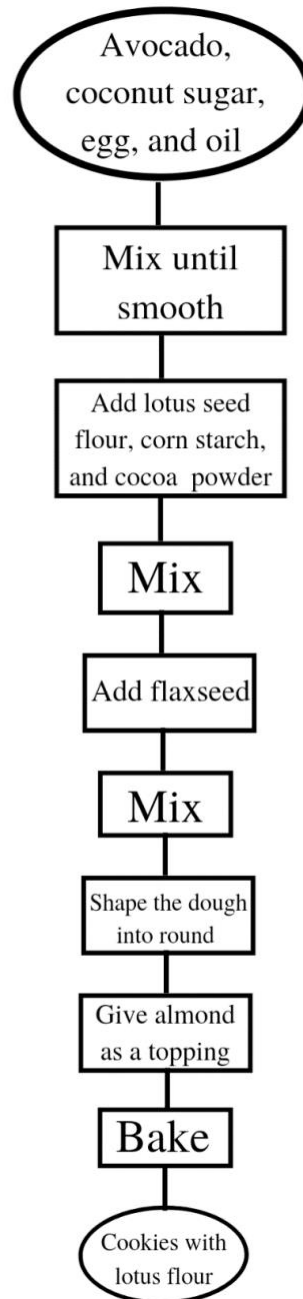 Avocado,
coconut sugar,
egg, and oil
Mix until
smooth
Add lotus seed
flour, corn starch,
and cocoa powder
Mix
Add flaxseed
Mix
Shape the dough
into round
Give almond
as a topping
Bake
Cookies with
lotus flour